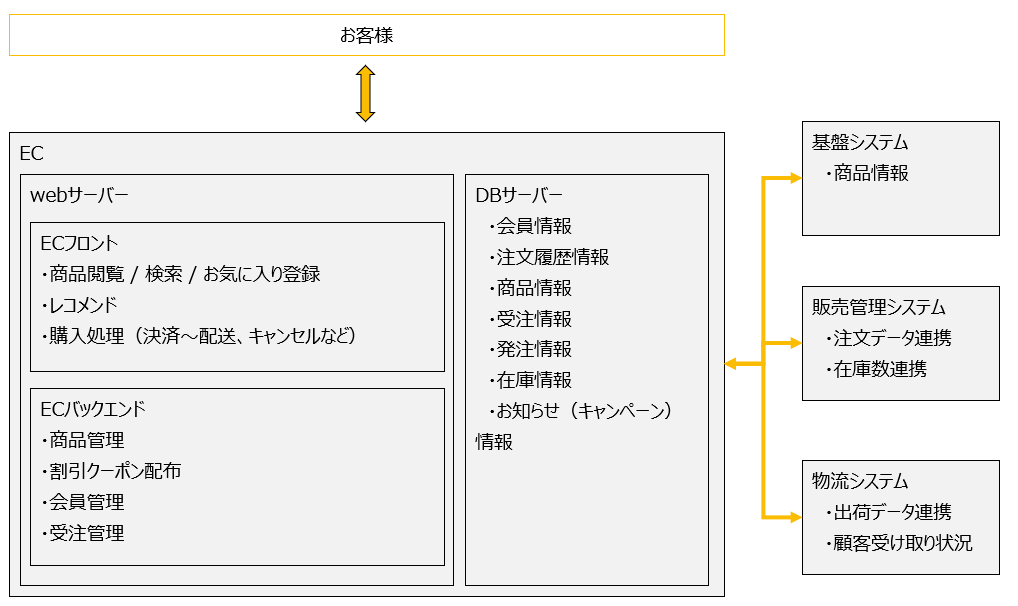 お客様
EC
webサーバー
ECフロント
・商品閲覧 / 検索 / お気に入り登録
・レコメンド
・購入処理（決済～配送、キャンセルなど）
ECバックエンド
・商品管理
・割引クーポン配布
・会員管理
・受注管理
DBサーバー
・会員情報
・注文履歴情報
・商品情報
・受注情報
・発注情報
・在庫情報
・お知らせ（キャンペーン）
情報
基盤システム
・商品情報
販売管理システム
・注文データ連携
・在庫数連携
物流システム
・出荷データ連携
・顧客受け取り状況